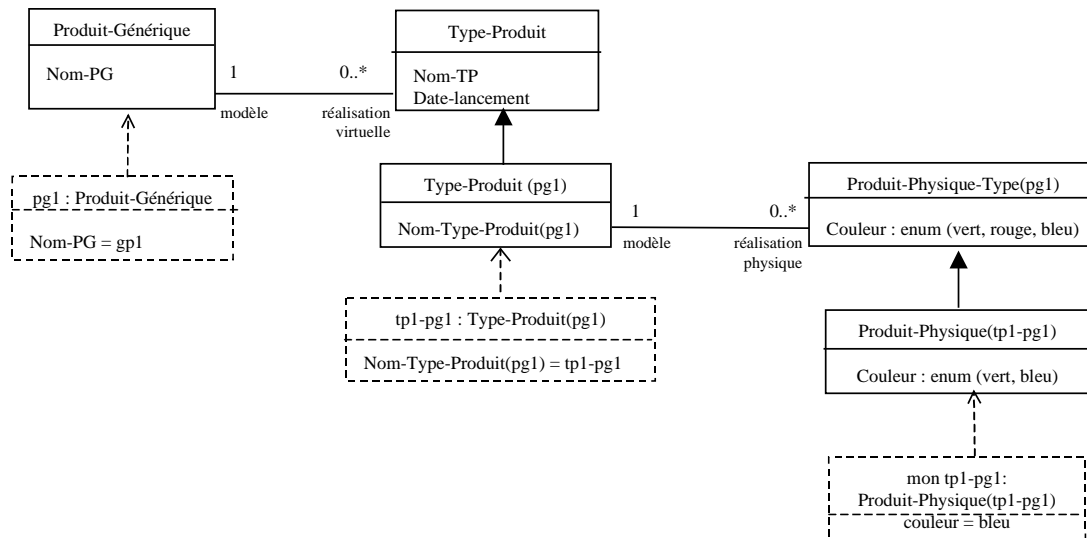 Produit-Générique
Nom-PG
1
0..*
modèle
réalisation
virtuelle
Type-Produit
Nom-TP
Date-lancement
pg1 : Produit-Générique
Nom-PG = gp1
Type-Produit (pg1)
Nom-Type-Produit(pg1)
1
0..*
modèle
réalisation
physique
Produit-Physique-Type(pg1)
Couleur : enum (vert, rouge, bleu)
tp1-pg1 : Type-Produit(pg1)
Nom-Type-Produit(pg1) = tp1-pg1
Produit-Physique(tp1-pg1)
Couleur : enum (vert, bleu)
mon tp1-pg1:
Produit-Physique(tp1-pg1)
couleur = bleu